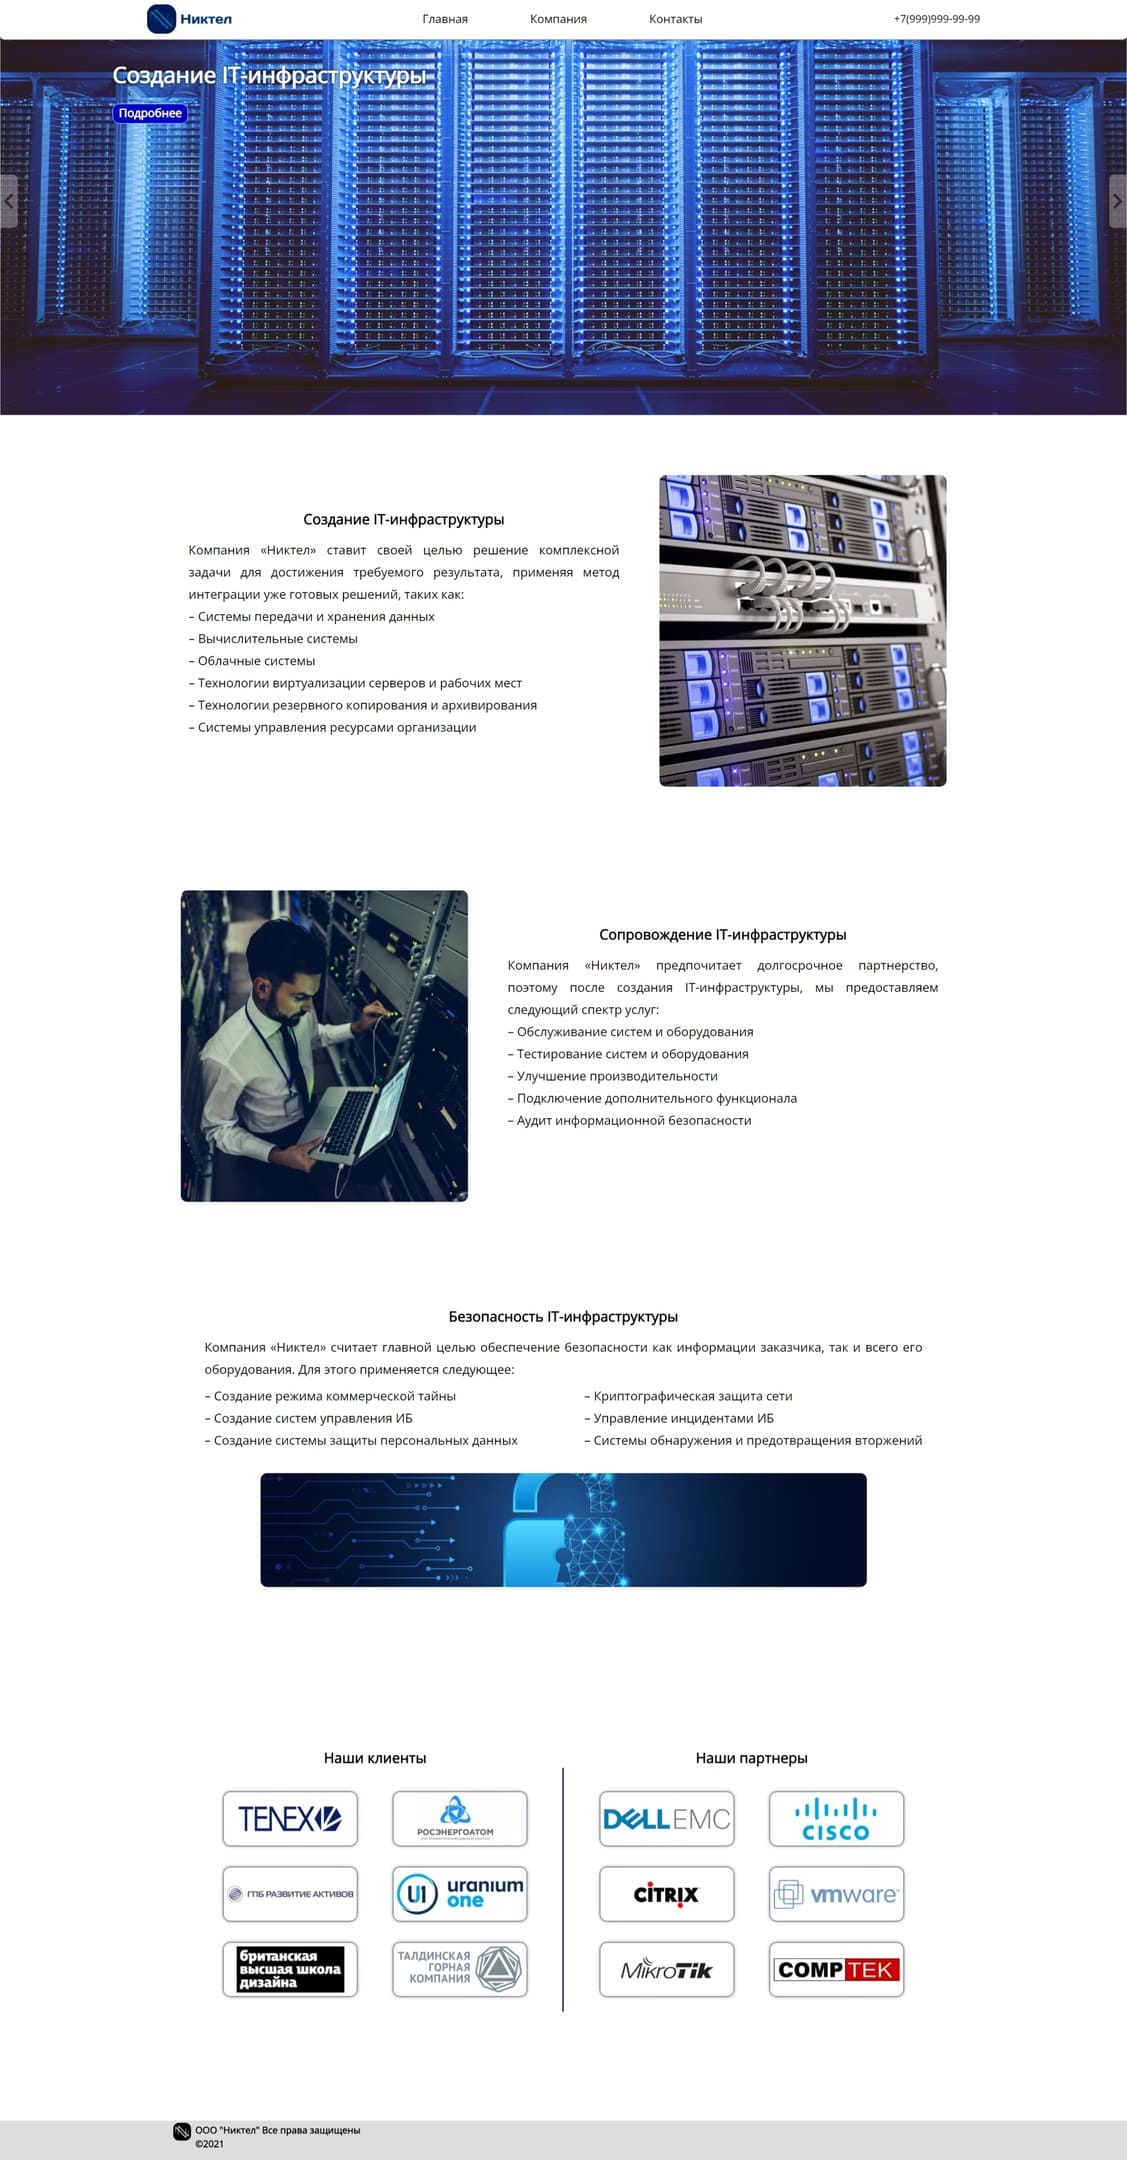 Никтел
Главная
Компания
Контакты
+7(999)999-99-99
Создание IT-инфраструктуры
Подробнее
Создание IT-инфраструктуры
Компания «Никтел» ставит своей целью решение комплексной
задачи для достижения требуемого результата, применяя метод
интеграции уже готовых решений, таких как:
– Системы передачи и хранения данных
– Вычислительные системы
– Облачные системы
– Технологии виртуализации серверов и рабочих мест
– Технологии резервного копирования и архивирования
– Системы управления ресурсами организации
Сопровождение IT-инфраструктуры
Компания «Никтел» предпочитает долгосрочное партнерство,
поэтому после создания IT-инфраструктуры, мы предоставляем
следующий спектр услуг:
– Обслуживание систем и оборудования
– Тестирование систем и оборудования
– Улучшение производительности
– Подключение дополнительного функционала
– Аудит информационной безопасности
Безопасность IT-инфраструктуры
Компания «Никтел» считает главной целью обеспечение безопасности как информации заказчика, так и всего его
оборудования. Для этого применяется следующее:
– Создание режима коммерческой тайны
– Создание систем управления ИБ
– Создание системы защиты персональных данных
– Криптографическая защита сети
– Управление инцидентами ИБ
– Системы обнаружения и предотвращения вторжений
Наши клиенты
TENEX
РОСЭНЕРГОАТОМ
ГПБ РАЗВИТИЕ АКТИВОВ
U1
uranium
one
британская
высшая школа
дизайна
ТАЛДИНСКАЯ
ГОРНАЯ
КОМПАНИЯ
Наши партнеры
DELLEMC
CISCO
CİTRIX
vmware
MikroTik
COMPTEK
ООО "Никтел" Все права защищены
©2021